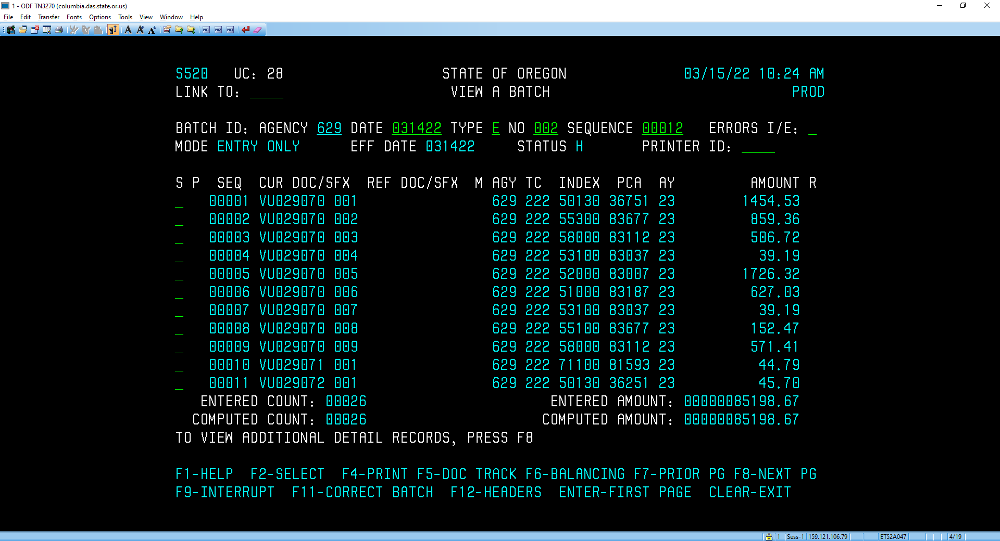 1 - ODF TN3270 (columbia.das.state.or.us)
File Edit Transfer Fonts Options Tools View Window Help
PA1 PA2 PA3
S520 UC: 28 STATE OF OREGON 03/15/22 10:24 AM
LINK TO: ____ VIEW A BATCH PROD
BATCH ID: AGENCY 629 DATE 031422 TYPE E NO 002 SEQUENCE 00012 ERRORS I/E: _
MODE ENTRY ONLY EFF DATE 031422 STATUS H PRINTER ID: ____
S P SEQ CUR DOC/SFX REF DOC/SFX M AGY TC INDEX PCA AY AMOUNT R
_ 00001 VU029070 001 629 222 50130 36751 23 1454.53
_ 00002 VU029070 002 629 222 55300 83677 23 859.36
_ 00003 VU029070 003 629 222 58000 83112 23 506.72
_ 00004 VU029070 004 629 222 53100 83037 23 39.19
_ 00005 VU029070 005 629 222 52000 83007 23 1726.32
_ 00006 VU029070 006 629 222 51000 83187 23 627.03
_ 00007 VU029070 007 629 222 53100 83037 23 39.19
_ 00008 VU029070 008 629 222 55100 83677 23 152.47
_ 00009 VU029070 009 629 222 58000 83112 23 571.41
_ 00010 VU029071 001 629 222 71100 81593 23 44.79
_ 00011 VU029072 001 629 222 50130 36251 23 45.70
ENTERED COUNT: 00026 ENTERED AMOUNT: 00000085198.67
COMPUTED COUNT: 00026 COMPUTED AMOUNT: 00000085198.67
TO VIEW ADDITIONAL DETAIL RECORDS, PRESS F8
F1-HELP F2-SELECT F4-PRINT F5-DOC TRACK F6-BALANCING F7-PRIOR PG F8-NEXT PG
F9-INTERRUPT F11-CORRECT BATCH F12-HEADERS ENTER-FIRST PAGE CLEAR-EXIT
1 Sess-1 159.121.106.79 ET52A047 4/19